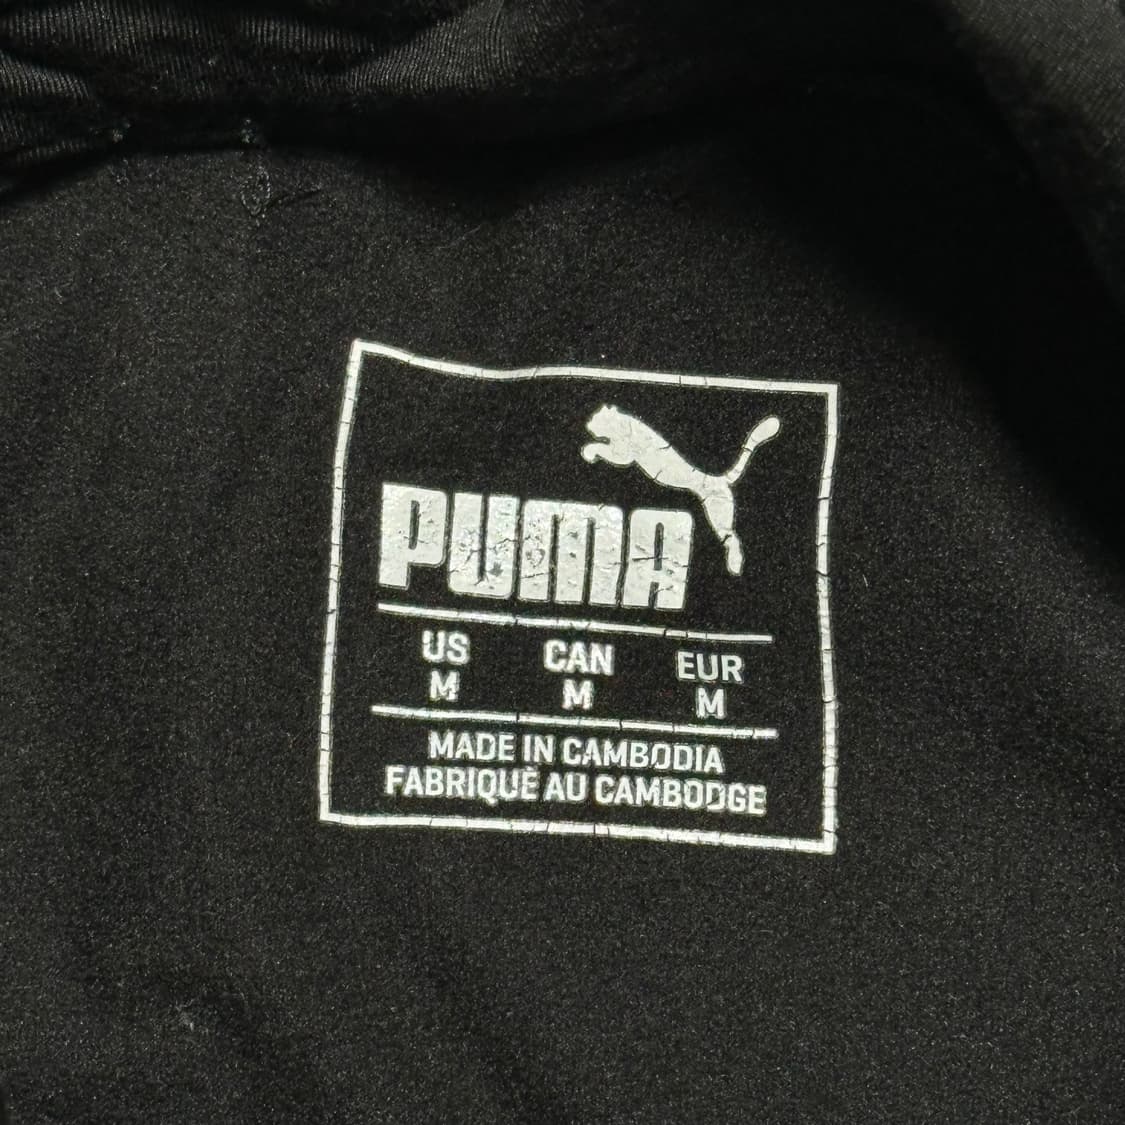 PUMA
US CAN EUR
M M M
MADE IN CAMBODIA
FABRIQUÉ AU CAMBODGE